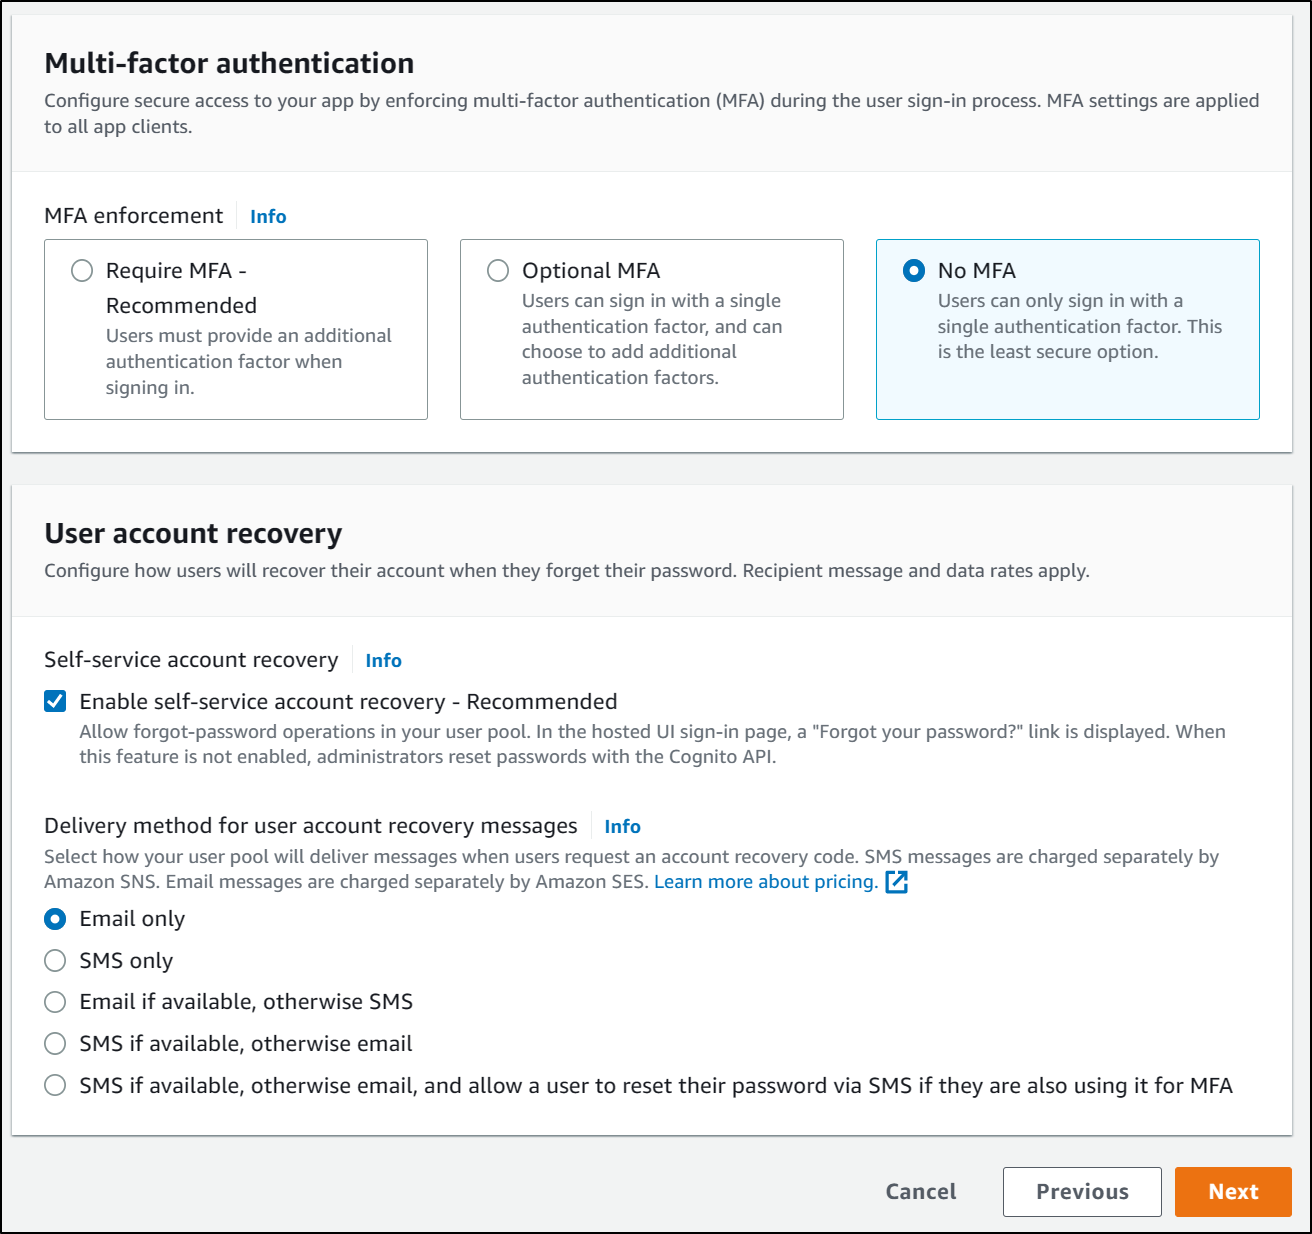 Multi-factor authentication
Configure secure access to your app by enforcing multi-factor authentication (MFA) during the user sign-in process. MFA settings are applied
to all app clients.
MFA enforcement Info
Require MFA -
Recommended
Users must provide an additional
authentication factor when
signing in.
Optional MFA
Users can sign in with a single
authentication factor, and can
choose to add additional
authentication factors.
No MFA
Users can only sign in with a
single authentication factor. This
is the least secure option.
User account recovery
Configure how users will recover their account when they forget their password. Recipient message and data rates apply.
Self-service account recovery Info
Enable self-service account recovery - Recommended
Allow forgot-password operations in your user pool. In the hosted UI sign-in page, a "Forgot your password?" link is displayed. When
this feature is not enabled, administrators reset passwords with the Cognito API.
Delivery method for user account recovery messages Info
Select how your user pool will deliver messages when users request an account recovery code. SMS messages are charged separately by
Amazon SNS. Email messages are charged separately by Amazon SES. Learn more about pricing.
Email only
SMS only
Email if available, otherwise SMS
SMS if available, otherwise email
SMS if available, otherwise email, and allow a user to reset their password via SMS if they are also using it for MFA
Cancel Previous Next